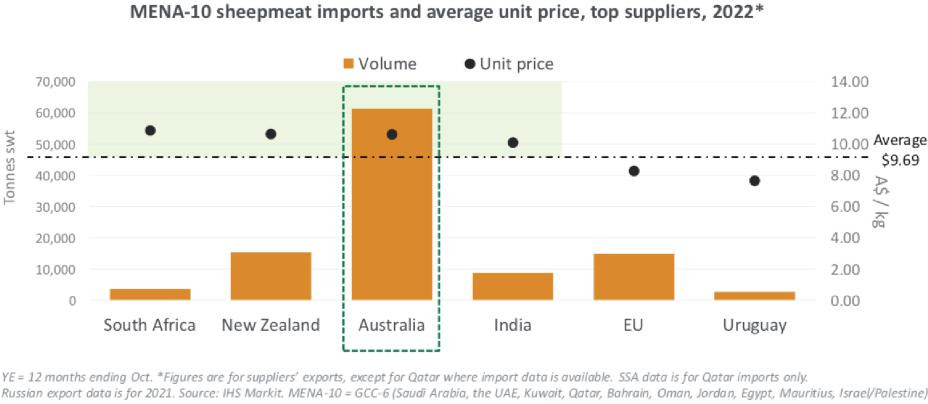 MENA-10 sheepmeat imports and average unit price, top suppliers, 2022*
Volume
Unit price
Tonnes swt
70,000
60,000
50,000
40,000
30,000
20,000
10,000
0
14.00
12.00
10.00
8.00
6.00
4.00
2.00
0.00
Average
$9.69
A$ / kg
South Africa
New Zealand
Australia
India
EU
Uruguay
YE = 12 months ending Oct. *Figures are for suppliers' exports, except for Qatar where import data is available. SSA data is for Qatar imports only.
Russian export data is for 2021. Source: IHS Markit. MENA-10 = GCC-6 (Saudi Arabia, the UAE, Kuwait, Qatar, Bahrain, Oman, Jordan, Egypt, Mauritius, Israel/Palestine)